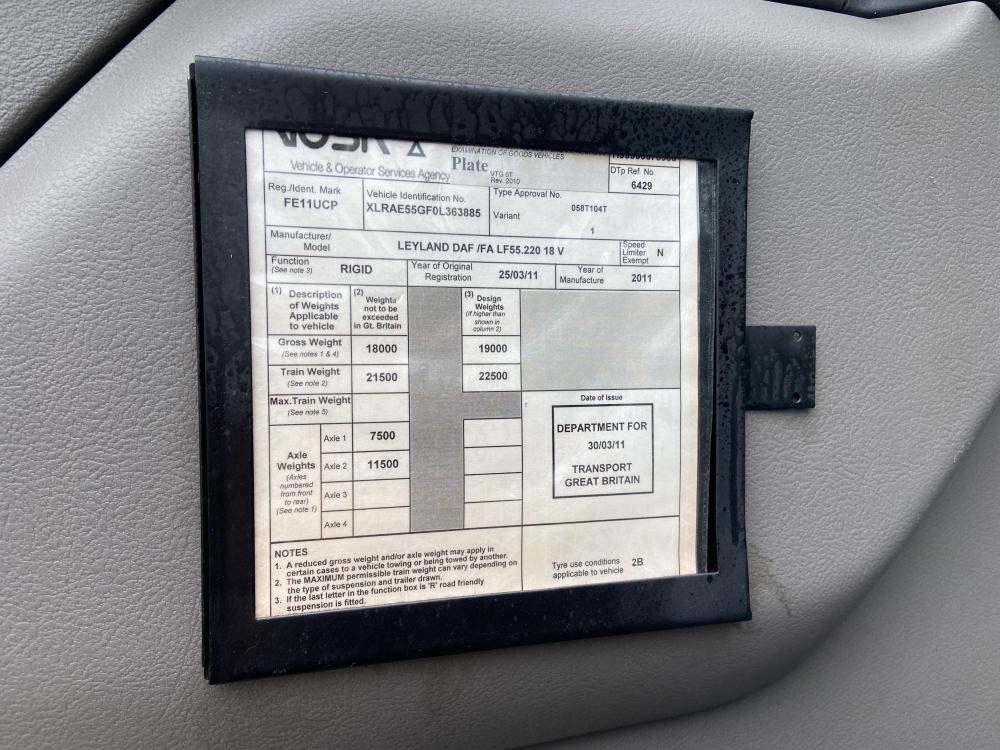 VOSA
EXAMINATION OF GOODS VEHICLES
Plate
VTG 6T
Rev. 2010
Vehicle & Operator Services Agency
DTp Ref. No.
6429
Reg./Ident. Mark
FE11UCP
Vehicle Identification No.
XLRAE55GF0L363885
Type Approval No.
058T104T
Variant
1
Manufacturer/
Model
LEYLAND DAF /FA LF55.220 18 V
Speed
Limiter
Exempt
N
Function
(See note 3)
RIGID
Year of Original
Registration
25/03/11
Year of
Manufacture
2011
(1) Description
of Weights
Applicable
to vehicle
(2) Weights
not to be
exceeded
in Gt. Britain
(3) Design
Weights
(if higher than
shown in
column 2)
Gross Weight
(See notes 1 & 4)
18000
19000
Train Weight
(See note 2)
21500
22500
Max.Train Weight
(See note 5)
Axle
Weights
(Axles
numbered
from front
to rear)
(See note 1)
Axle 1
7500
Axle 2
11500
Axle 3
Axle 4
Date of Issue
DEPARTMENT FOR
30/03/11
TRANSPORT
GREAT BRITAIN
NOTES
1. A reduced gross weight and/or axle weight may apply in
certain cases to a vehicle towing or being towed by another.
2. The MAXIMUM permissible train weight can vary depending on
the type of suspension and trailer drawn.
3. If the last letter in the function box is 'R' road friendly
suspension is fitted.
Tyre use conditions
applicable to vehicle
2B